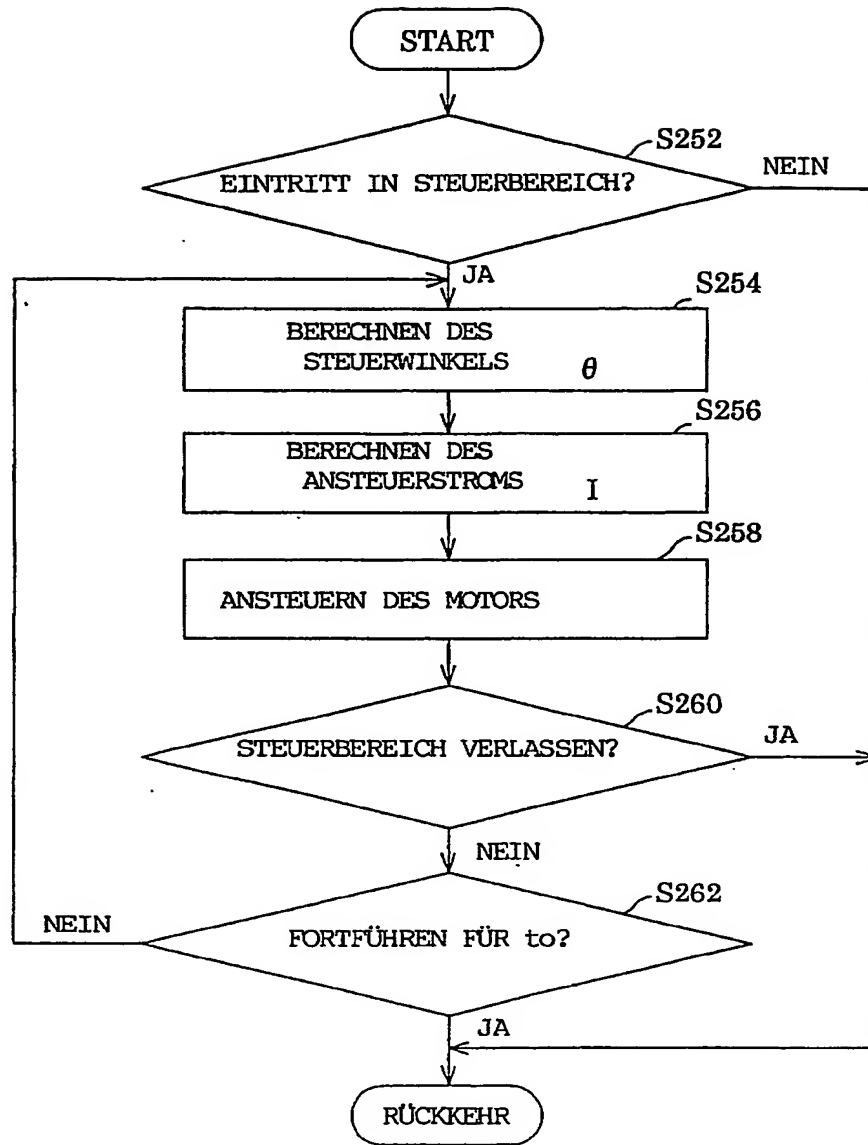 START
S252
EINTRITT IN STEUERBEREICH?
NEIN
JA
S254
BERECHNEN DES
STEUERWINKELS θ
S256
BERECHNEN DES
ANSTEUERSTROMS I
S258
ANSTEUERN DES MOTORS
S260
STEUERBEREICH VERLASSEN?
JA
NEIN
S262
NEIN
FORTFÜHREN FÜR to?
JA
RÜCKKEHR